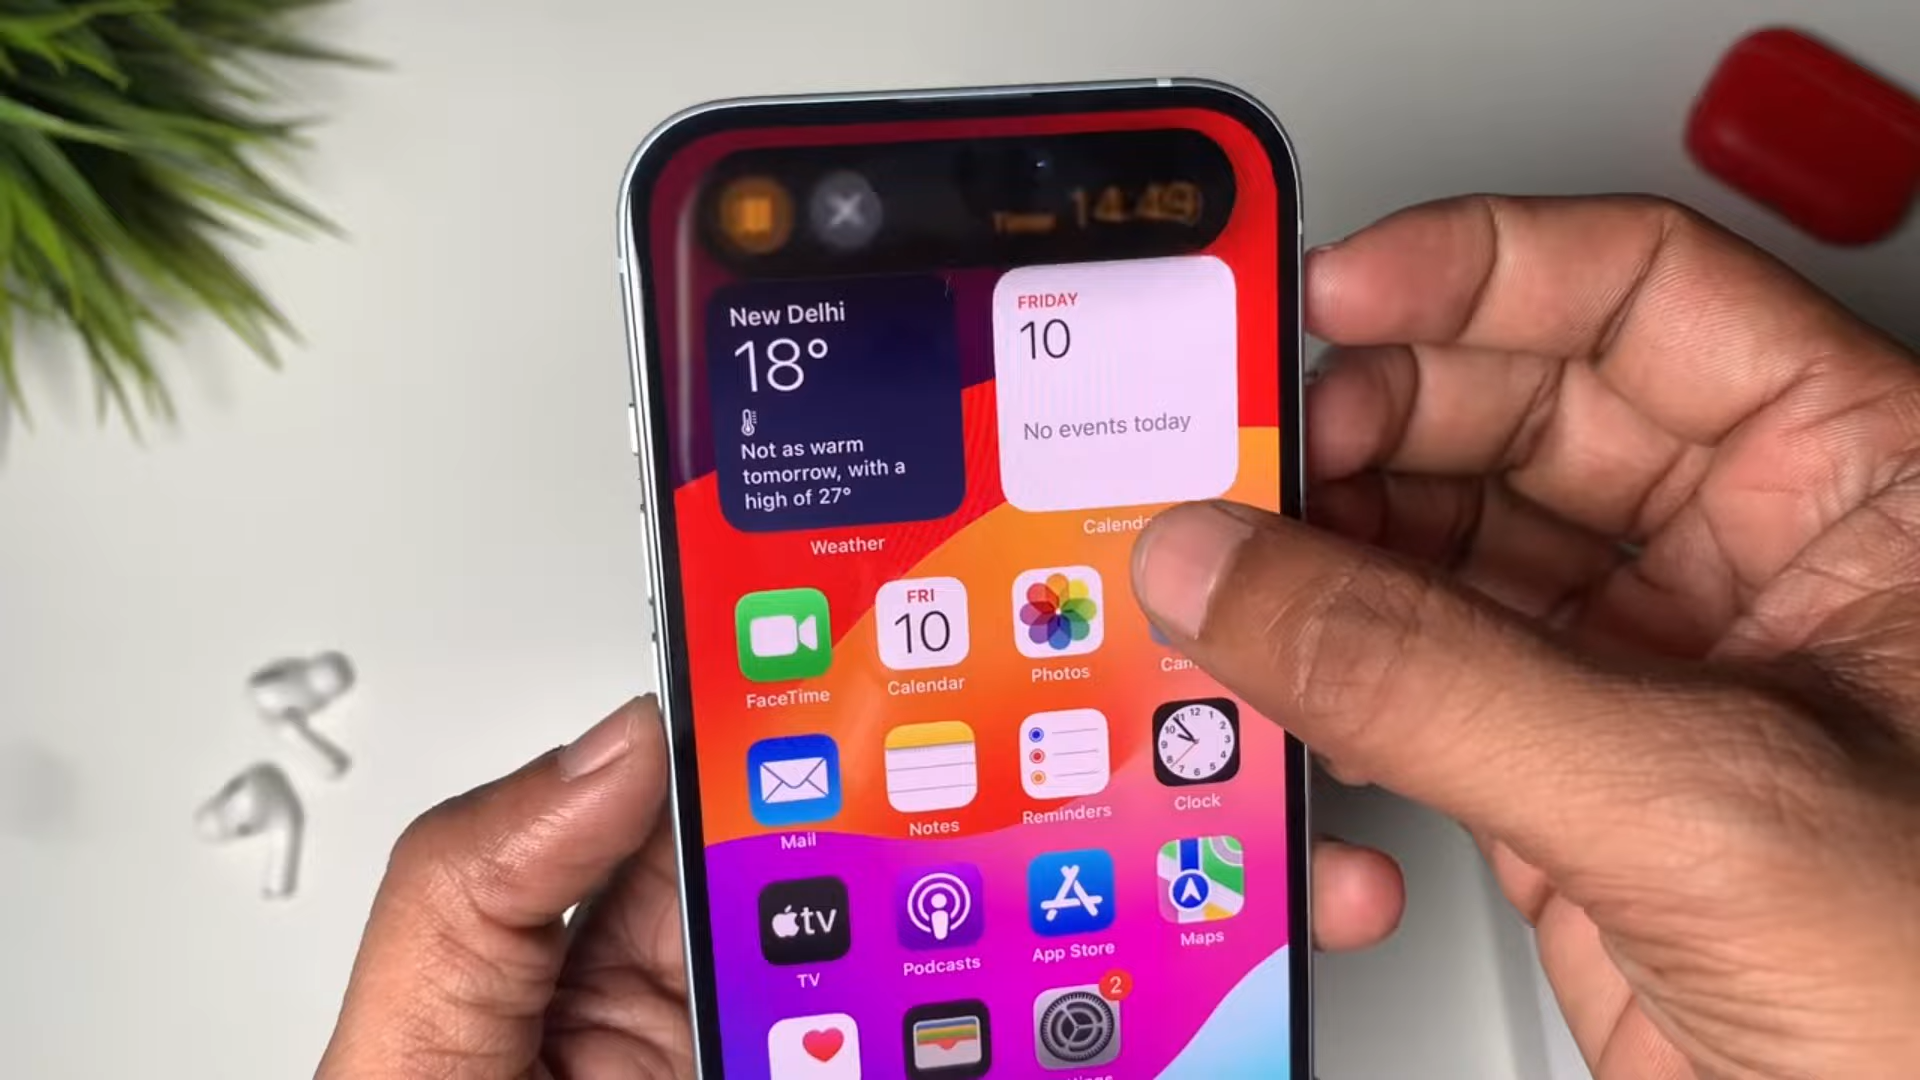 Timer 14:49
New Delhi
18°
Not as warm
tomorrow, with a
high of 27°
Weather
FRIDAY
10
No events today
FaceTime
FRI
10
Calendar
Photos
Mail
Notes
Reminders
Clock
tv
TV
Podcasts
App Store
Maps
2